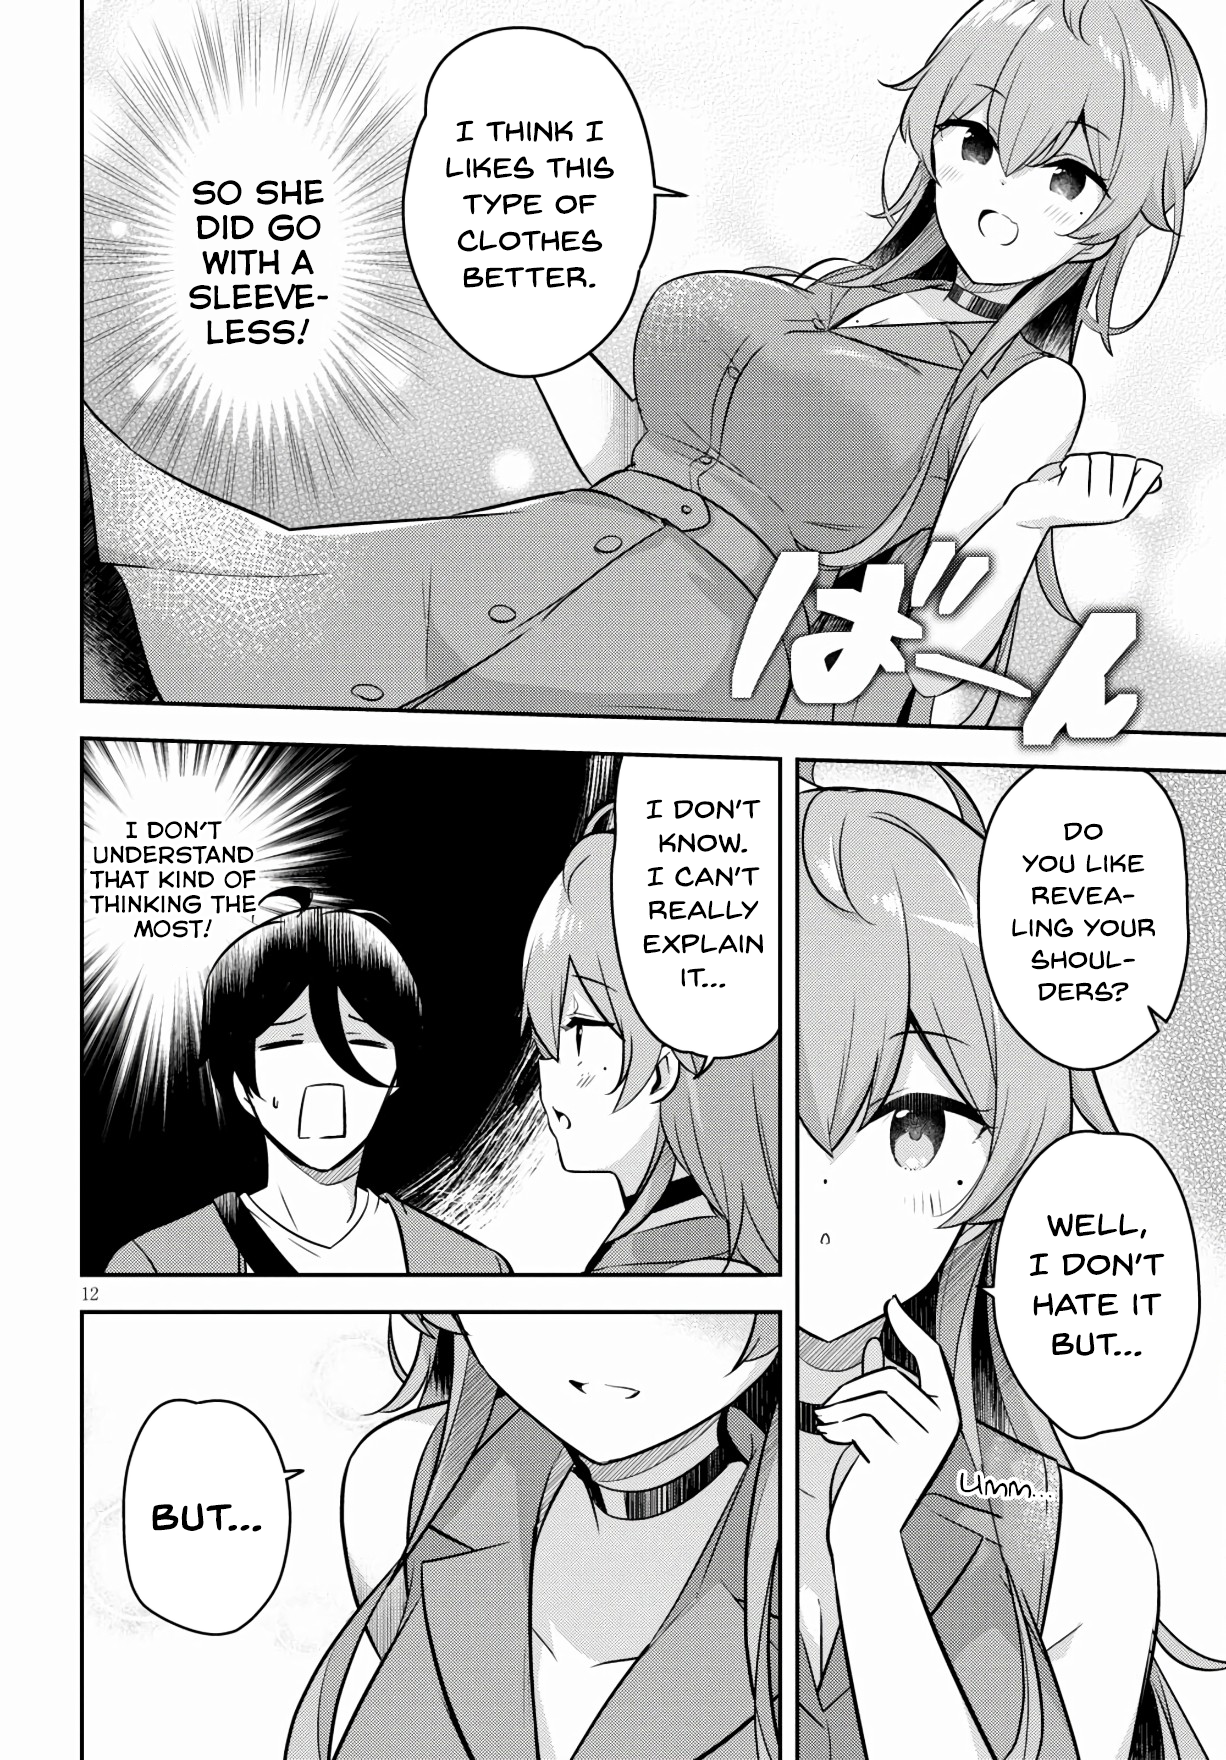 I THINK I
LIKES THIS
TYPE OF
CLOTHES
BETTER.
SO SHE
DID GO
WITH A
SLEEVE-
LESS!
ばーん
DO
YOU LIKE
REVEA-
LING YOUR
SHOUL-
DERS?
WELL,
I DON'T
HATE IT
BUT...
Umm...
I DON'T
KNOW.
I CAN'T
REALLY
EXPLAIN
IT...
I DON'T
UNDERSTAND
THAT KIND OF
THINKING THE
MOST!
12
BUT...